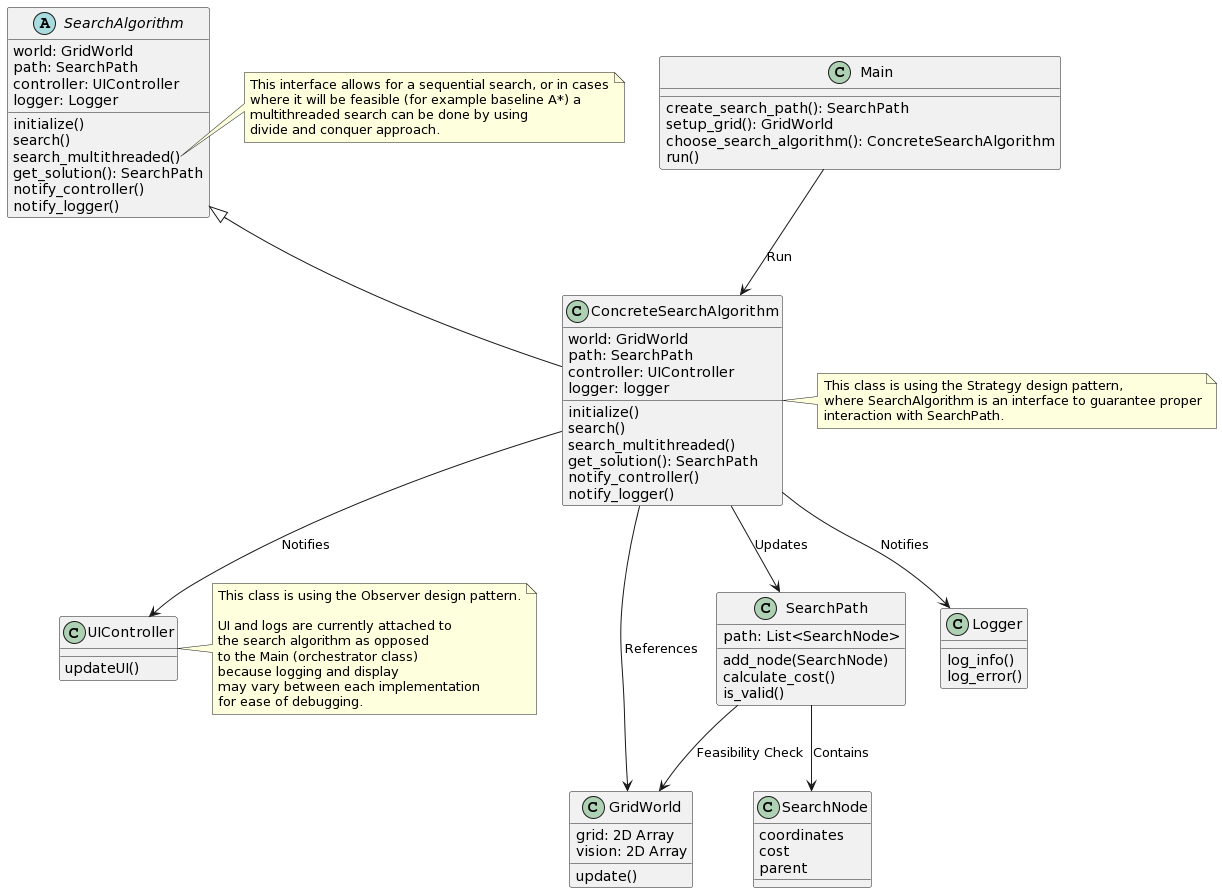 A SearchAlgorithm
world: GridWorld
path: SearchPath
controller: UIController
logger: Logger
initialize()
search()
search_multithreaded()
get_solution(): SearchPath
notify_controller()
notify_logger()
This interface allows for a sequential search, or in cases
where it will be feasible (for example baseline A*) a
multithreaded search can be done by using
divide and conquer approach.
C Main
create_search_path(): SearchPath
setup_grid(): GridWorld
choose_search_algorithm(): ConcreteSearchAlgorithm
run()
Run
C ConcreteSearchAlgorithm
world: GridWorld
path: SearchPath
controller: UIController
logger: logger
initialize()
search()
search_multithreaded()
get_solution(): SearchPath
notify_controller()
notify_logger()
This class is using the Strategy design pattern,
where SearchAlgorithm is an interface to guarantee proper
interaction with SearchPath.
Notifies
Updates
Notifies
C UIController
updateUI()
This class is using the Observer design pattern.
UI and logs are currently attached to
the search algorithm as opposed
to the Main (orchestrator class)
because logging and display
may vary between each implementation
for ease of debugging.
References
C SearchPath
path: List<SearchNode>
add_node(SearchNode)
calculate_cost()
is_valid()
C Logger
log_info()
log_error()
Feasibility Check
Contains
C GridWorld
grid: 2D Array
vision: 2D Array
update()
C SearchNode
coordinates
cost
parent